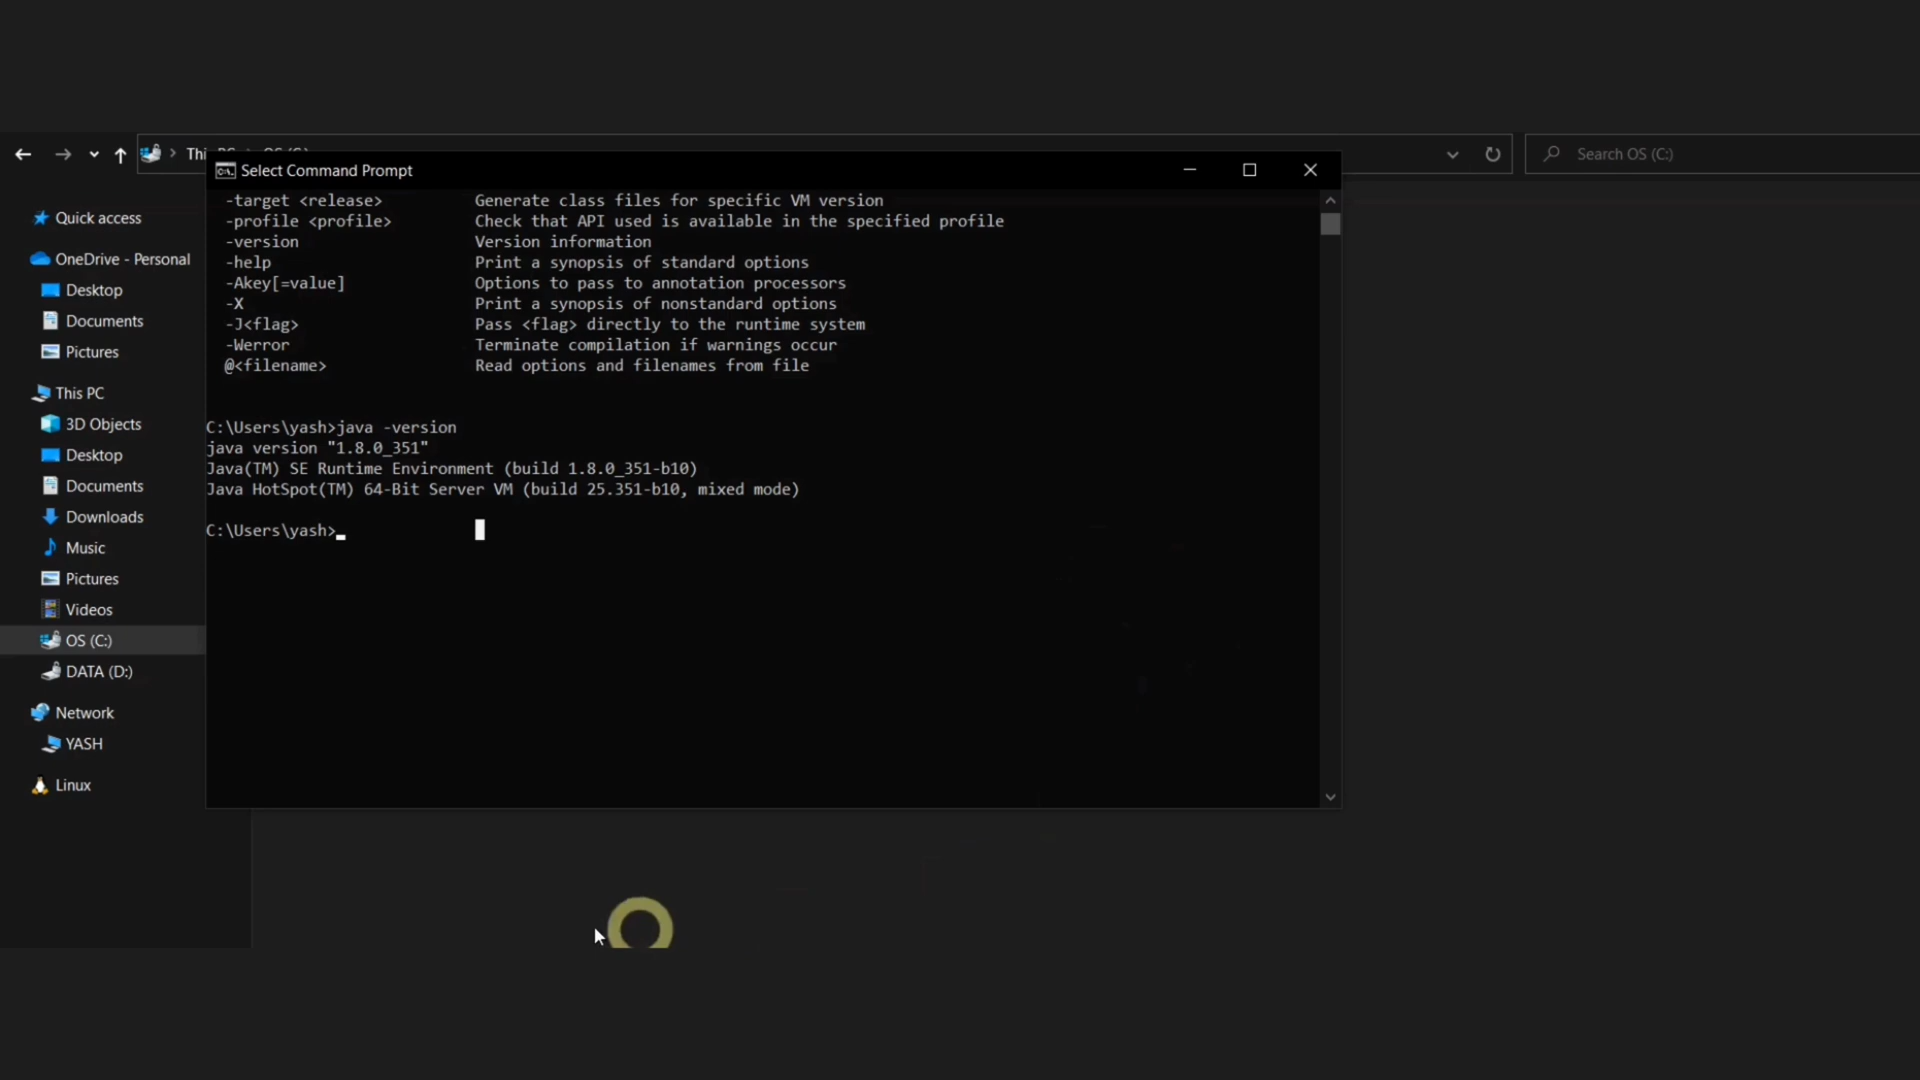 Select Command Prompt
Search OS (C:)
Quick access
OneDrive - Personal
Desktop
Documents
Pictures
This PC
3D Objects
Desktop
Documents
Downloads
Music
Pictures
Videos
OS (C:)
DATA (D:)
Network
YASH
Linux
-target <release> Generate class files for specific VM version
-profile <profile> Check that API used is available in the specified profile
-version Version information
-help Print a synopsis of standard options
-Akey[=value] Options to pass to annotation processors
-X Print a synopsis of nonstandard options
-J<flag> Pass <flag> directly to the runtime system
-Werror Terminate compilation if warnings occur
@<filename> Read options and filenames from file
C:\Users\yash>java -version
java version "1.8.0_351"
Java(TM) SE Runtime Environment (build 1.8.0_351-b10)
Java HotSpot(TM) 64-Bit Server VM (build 25.351-b10, mixed mode)
C:\Users\yash>